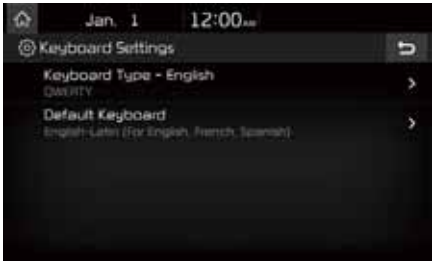 Jan. 1 12:00AM
Keyboard Settings
Keyboard Type - English
QWERTY
Default Keyboard
English-Latin (For English, French, Spanish)